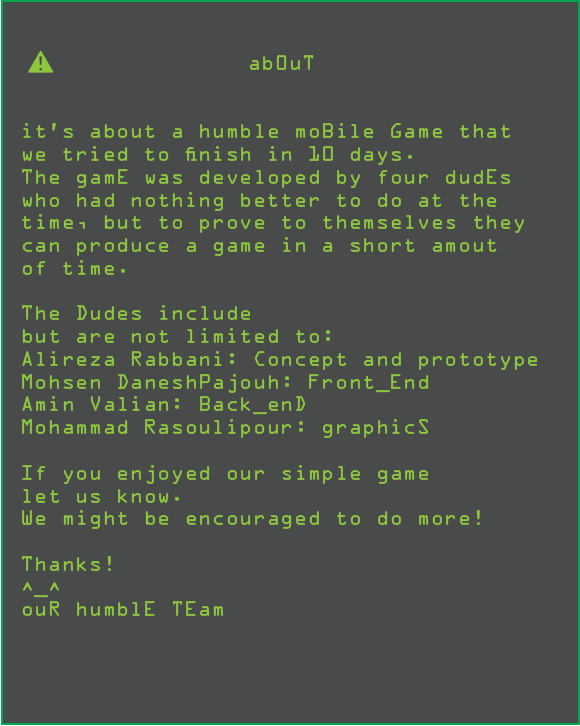 abOuT
it's about a humble moBile Game that
we tried to finish in 10 days.
The gamE was developed by four dudEs
who had nothing better to do at the
time, but to prove to themselves they
can produce a game in a short amout
of time.
The Dudes include
but are not limited to:
Alireza Rabbani: Concept and prototype
Mohsen DaneshPajouh: Front_End
Amin Valian: Back_enD
Mohammad Rasoulipour: graphicS
If you enjoyed our simple game
let us know.
We might be encouraged to do more!
Thanks!
^_^
ouR humblE TEam